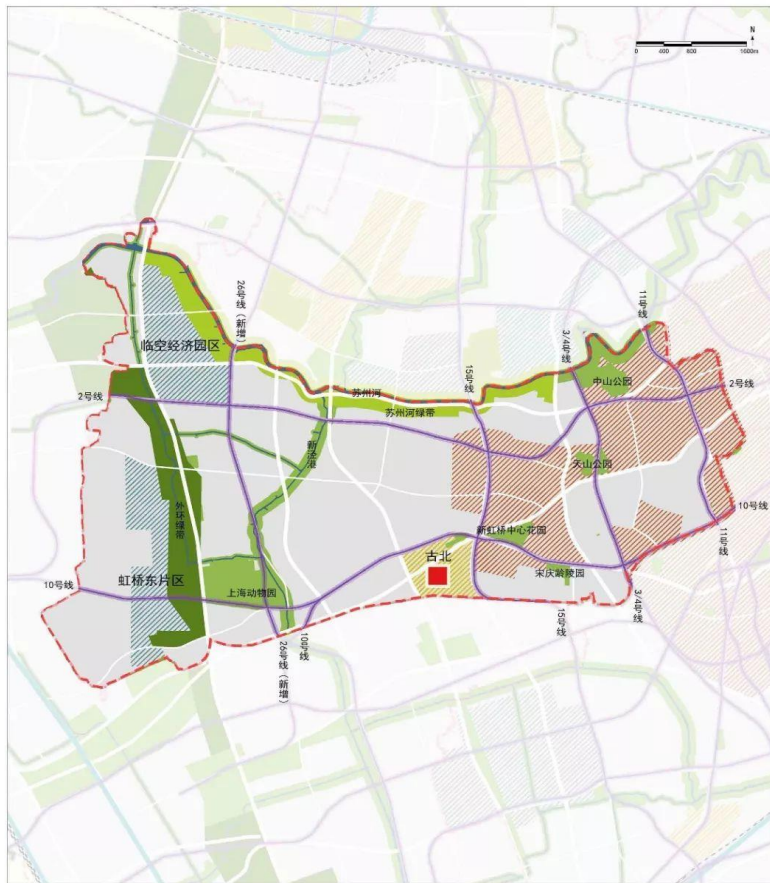 N
0 400 800 1600m
26号线（新增）
11号线
3/4号线
临空经济园区
15号线
中山公园
2号线
苏州河
2号线
苏州河绿带
新泾港
天山公园
外环绿带
10号线
新虹桥中心花园
11号线
古北
虹桥东片区
宋庆龄陵园
10号线
上海动物园
3/4号线
15号线
10号线
26号线（新增）